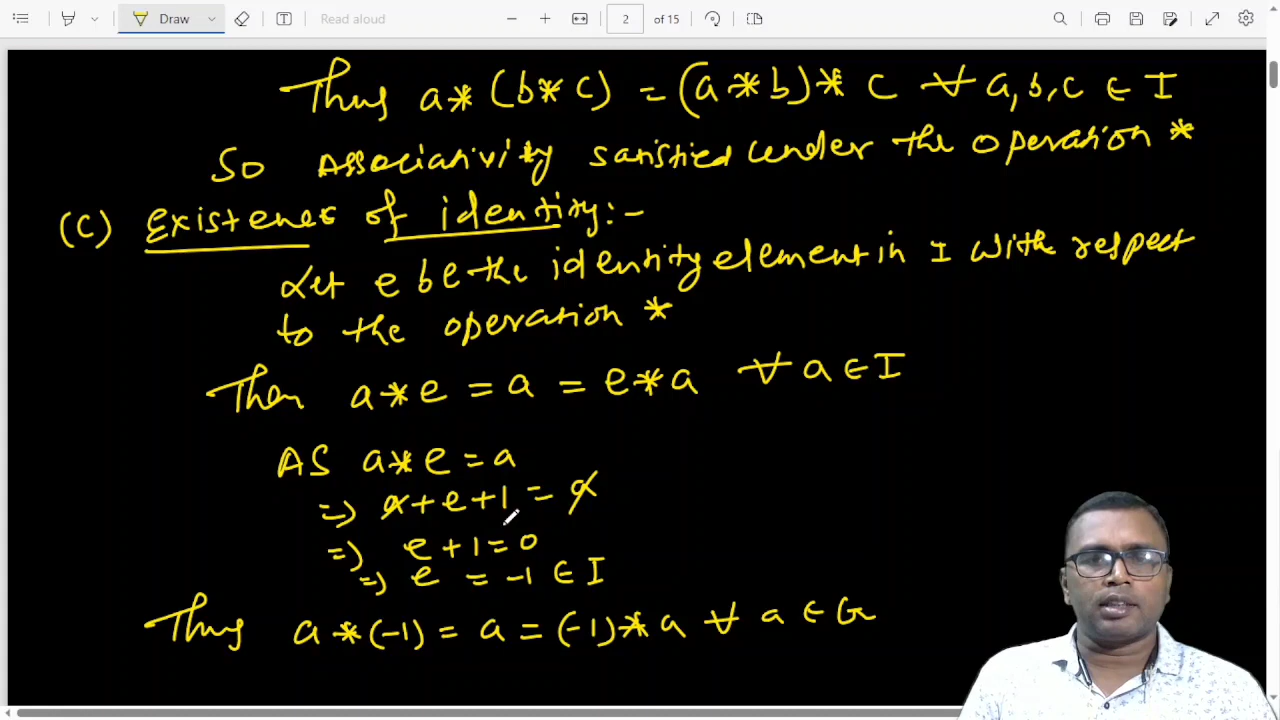 Draw
Read aloud
2 of 15
Thus a*(b*c) = (a*b)*c ∀ a,b,c ∈ I
So Associativity satisfied under the operation *
(C) Existence of identity:-
Let e be the identity element in I with respect
to the operation *
Then a*e = a = e*a ∀ a ∈ I
As a*e = a
=> a+e+1 = a
=> e+1=0
=> e = -1 ∈ I
Thus a*(-1) = a = (-1)*a ∀ a ∈ G